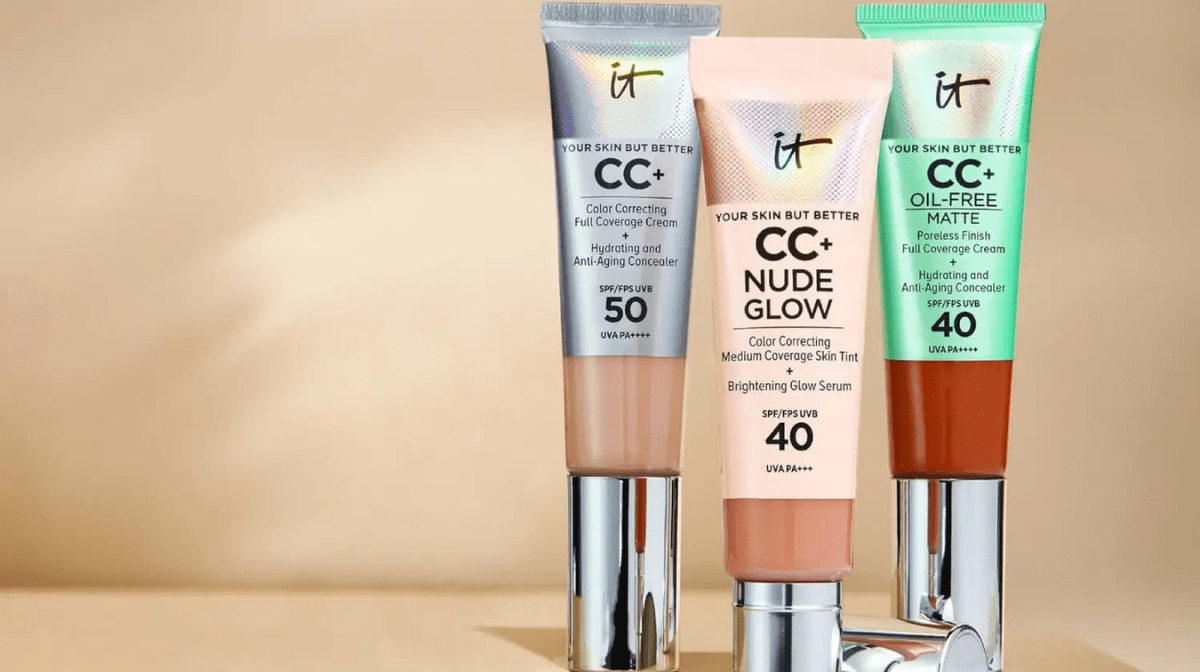 it
YOUR SKIN BUT BETTER
CC+
Color Correcting
Full Coverage Cream
+
Hydrating and
Anti-Aging Concealer
SPF/FPS UVB
50
UVA PA++++
it
YOUR SKIN BUT BETTER
CC+
NUDE
GLOW
Color Correcting
Medium Coverage Skin Tint
+
Brightening Glow Serum
SPF/FPS UVB
40
UVA PA+++
it
YOUR SKIN BUT BETTER
CC+
OIL-FREE
MATTE
Poreless Finish
Full Coverage Cream
+
Hydrating and
Anti-Aging Concealer
SPF/FPS UVB
40
UVA PA++++